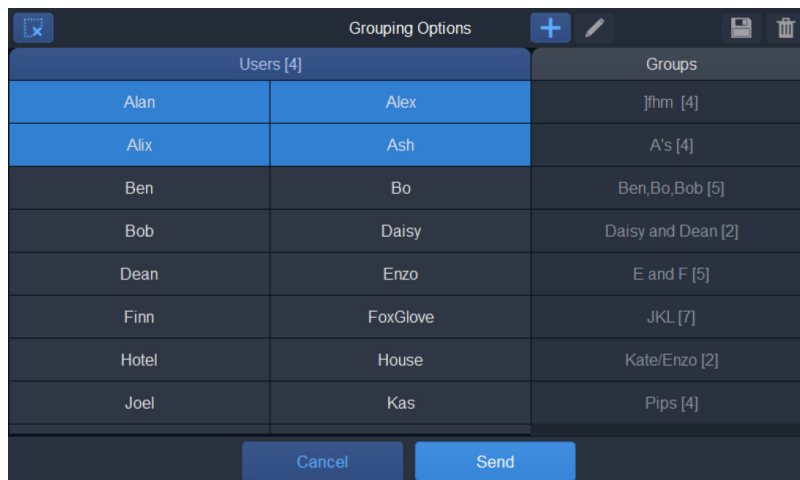 Grouping Options
Users [4] Groups
Alan Alex ]fhm [4]
Alix Ash A's [4]
Ben Bo Ben,Bo,Bob [5]
Bob Daisy Daisy and Dean [2]
Dean Enzo E and F [5]
Finn FoxGlove JKL [7]
Hotel House Kate/Enzo [2]
Joel Kas Pips [4]
Cancel Send